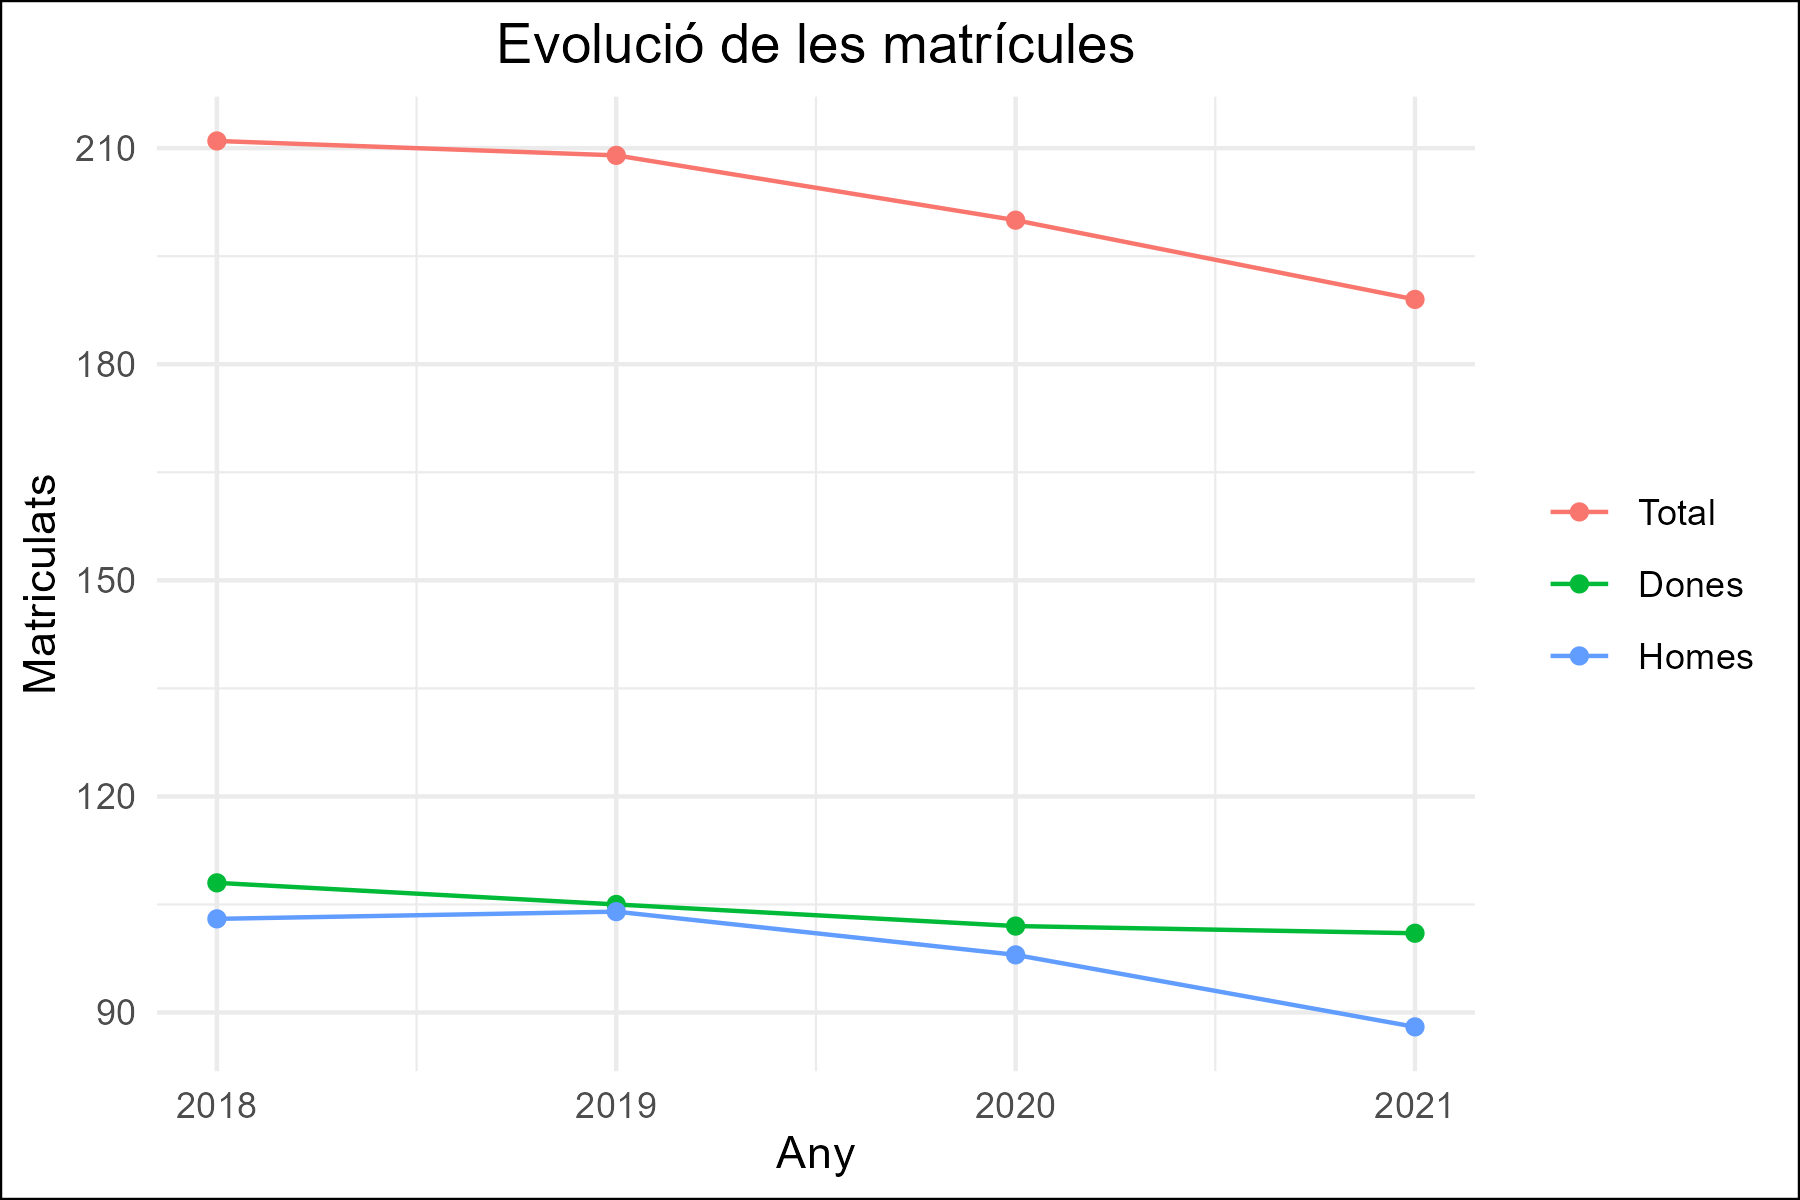 Evolució de les matrícules
210
180
150
120
90
Matriculats
2018 2019 2020 2021
Any
Total
Dones
Homes